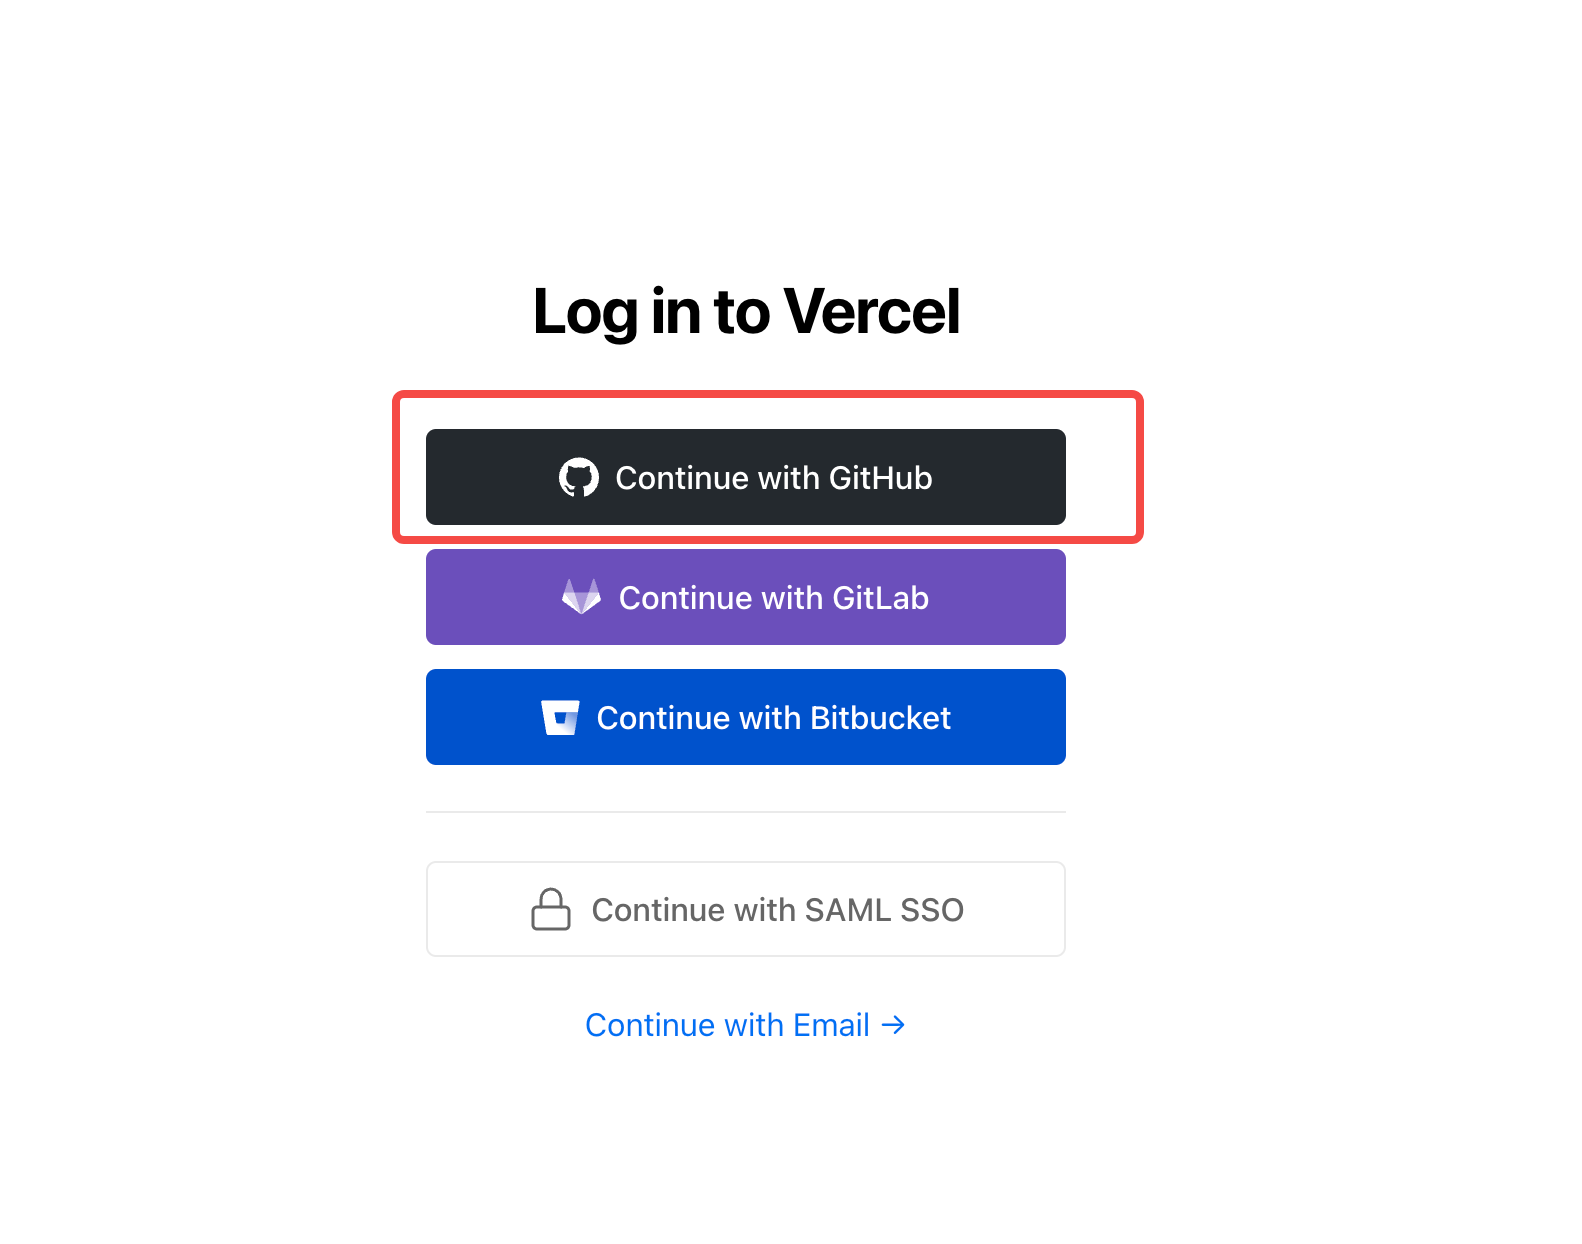 Log in to Vercel
Continue with GitHub
Continue with GitLab
Continue with Bitbucket
Continue with SAML SSO
Continue with Email →